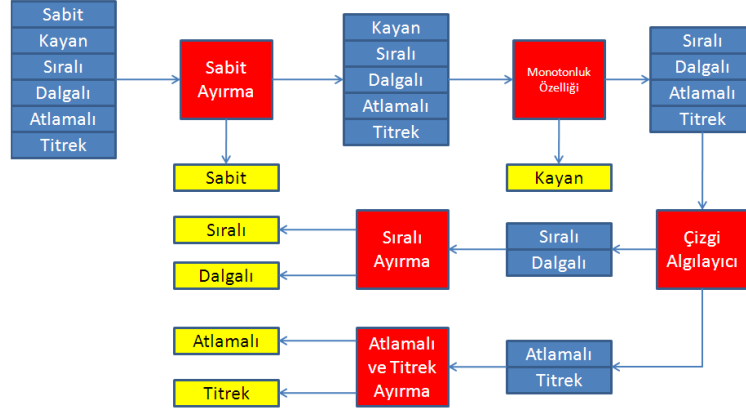 Sabit
Kayan
Sıralı
Dalgalı
Atlamalı
Titrek
Sabit
Ayırma
Kayan
Sıralı
Dalgalı
Atlamalı
Titrek
Monotonluk
Özelliği
Sıralı
Dalgalı
Atlamalı
Titrek
Sabit
Kayan
Sıralı
Dalgalı
Sıralı
Ayırma
Sıralı
Dalgalı
Çizgi
Algılayıcı
Atlamalı
Titrek
Atlamalı
ve Titrek
Ayırma
Atlamalı
Titrek